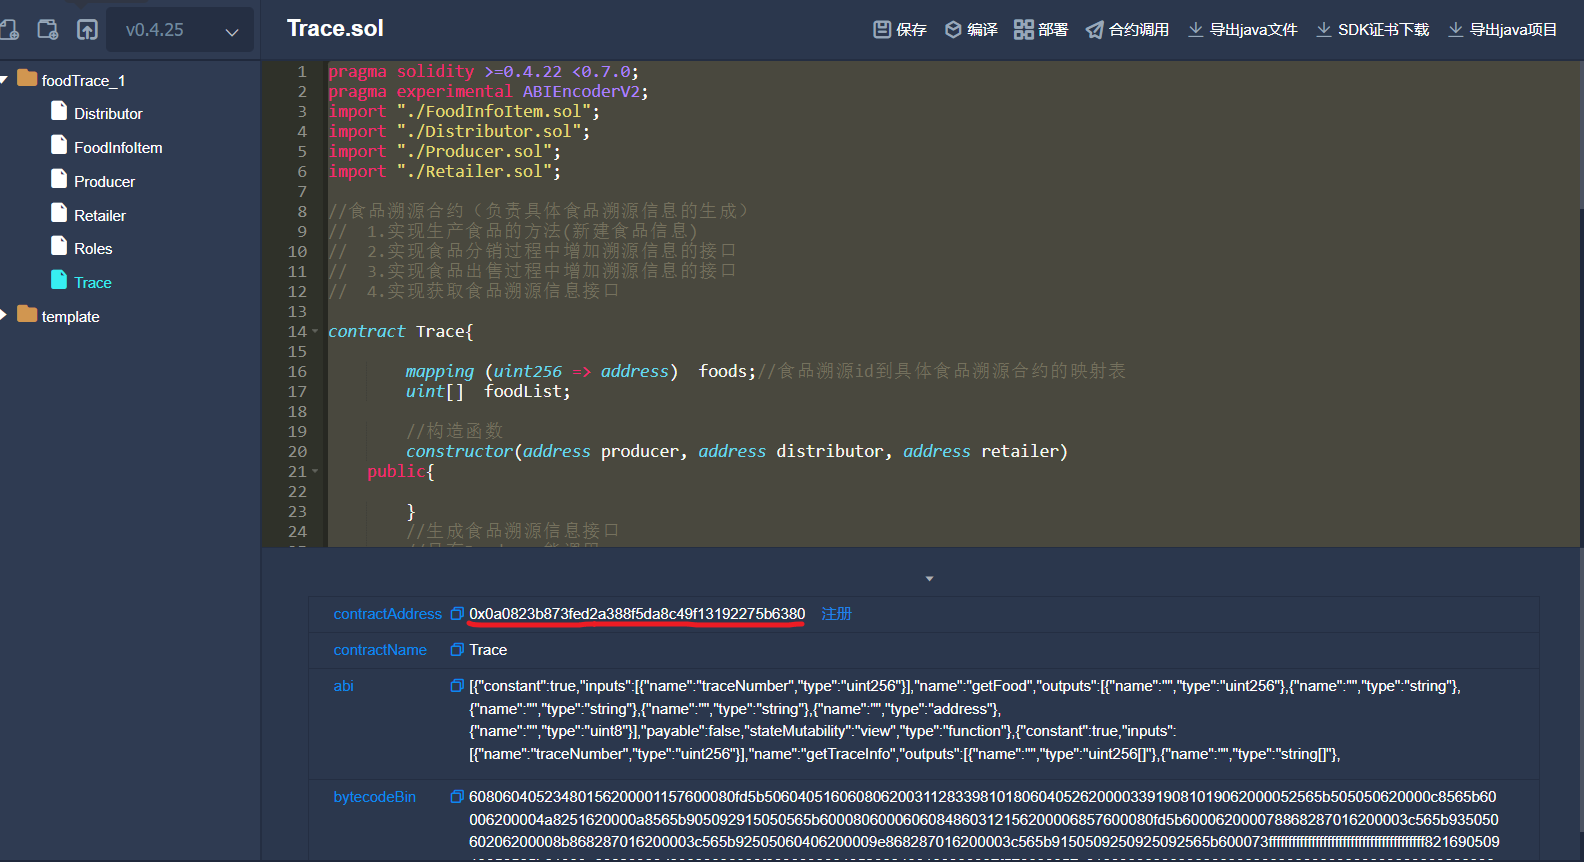 v0.4.25
Trace.sol
保存 编译 部署 合约调用 导出java文件 SDK证书下载 导出java项目
foodTrace_1
Distributor
FoodInfoItem
Producer
Retailer
Roles
Trace
template
1 pragma solidity >=0.4.22 <0.7.0;
2 pragma experimental ABIEncoderV2;
3 import "./FoodInfoItem.sol";
4 import "./Distributor.sol";
5 import "./Producer.sol";
6 import "./Retailer.sol";
7
8 //食品溯源合约（负责具体食品溯源信息的生成）
9 // 1.实现生产食品的方法(新建食品信息)
10 // 2.实现食品分销过程中增加溯源信息的接口
11 // 3.实现食品出售过程中增加溯源信息的接口
12 // 4.实现获取食品溯源信息接口
13
14 contract Trace{
15
16 mapping (uint256 => address) foods;//食品溯源id到具体食品溯源合约的映射表
17 uint[] foodList;
18
19 //构造函数
20 constructor(address producer, address distributor, address retailer)
21 public{
22
23 }
24 //生成食品溯源信息接口
contractAddress 0x0a0823b873fed2a388f5da8c49f13192275b6380 注册
contractName Trace
abi [{"constant":true,"inputs":[{"name":"traceNumber","type":"uint256"}],"name":"getFood","outputs":[{"name":"","type":"uint256"},{"name":"","type":"string"},
{"name":"","type":"string"},{"name":"","type":"string"},{"name":"","type":"address"},
{"name":"","type":"uint8"}],"payable":false,"stateMutability":"view","type":"function"},{"constant":true,"inputs":
[{"name":"traceNumber","type":"uint256"}],"name":"getTraceInfo","outputs":[{"name":"","type":"uint256[]"},{"name":"","type":"string[]"},
bytecodeBin 60806040523480156200001157600080fd5b5060405160608062003112833981018060405262000033919081019062000052565b505050620000c8565b60
006200004a8251620000a8565b905092915050565b600080600060608486031215620006857600080fd5b600062000788682870162000 03c565b935050